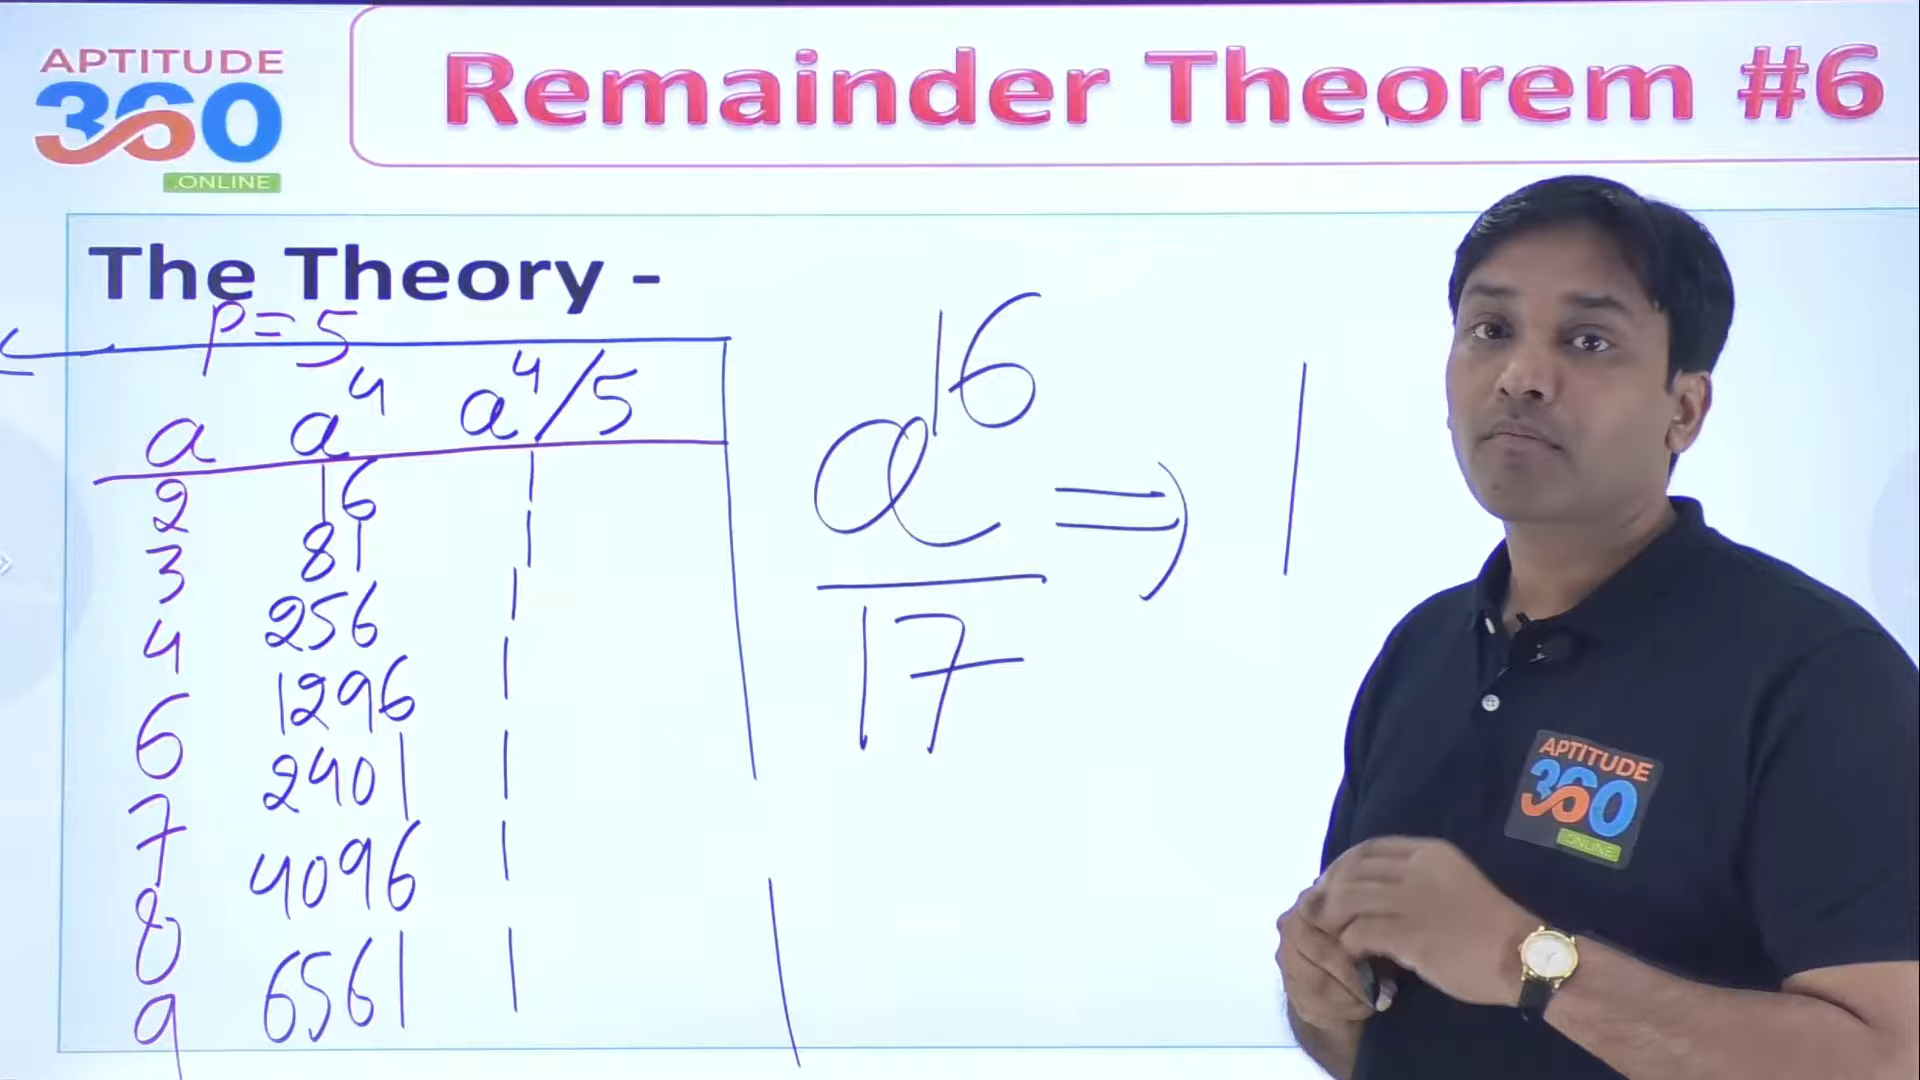 APTITUDE
360
.ONLINE
Remainder Theorem #6
The Theory -
P=5
a a⁴ a⁴/5
2 16 1
3 81 1
4 256 1
6 1296 1
7 2401 1
8 4096 1
9 6561 1
a¹⁶
17
⇒ 1
APTITUDE
360
ONLINE